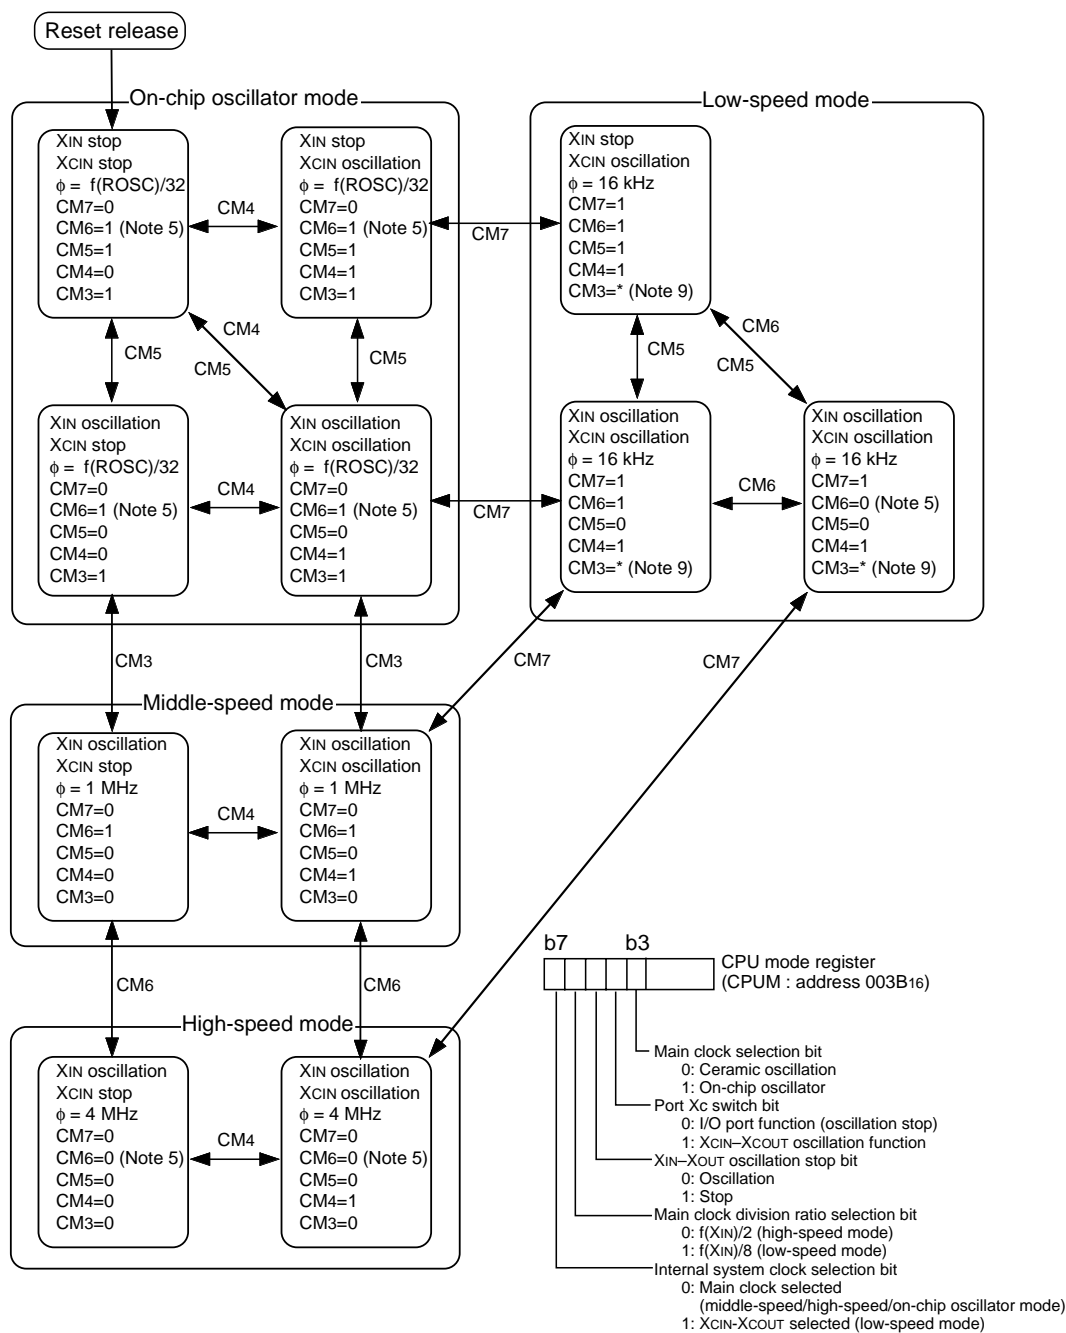 Reset release
On-chip oscillator mode
XIN stop
XCIN stop
ϕ = f(ROSC)/32
CM7=0
CM6=1 (Note 5)
CM5=1
CM4=0
CM3=1
CM4
XIN stop
XCIN oscillation
ϕ = f(ROSC)/32
CM7=0
CM6=1 (Note 5)
CM5=1
CM4=1
CM3=1
CM5
CM4
CM5
CM5
XIN oscillation
XCIN stop
ϕ = f(ROSC)/32
CM7=0
CM6=1 (Note 5)
CM5=0
CM4=0
CM3=1
CM4
XIN oscillation
XCIN oscillation
ϕ = f(ROSC)/32
CM7=0
CM6=1 (Note 5)
CM5=0
CM4=1
CM3=1
CM7
CM7
Low-speed mode
XIN stop
XCIN oscillation
ϕ = 16 kHz
CM7=1
CM6=1
CM5=1
CM4=1
CM3=* (Note 9)
CM5
CM6
CM5
XIN oscillation
XCIN oscillation
ϕ = 16 kHz
CM7=1
CM6=1
CM5=0
CM4=1
CM3=* (Note 9)
CM6
XIN oscillation
XCIN oscillation
ϕ = 16 kHz
CM7=1
CM6=0 (Note 5)
CM5=0
CM4=1
CM3=* (Note 9)
CM3
CM3
CM7
CM7
Middle-speed mode
XIN oscillation
XCIN stop
ϕ = 1 MHz
CM7=0
CM6=1
CM5=0
CM4=0
CM3=0
CM4
XIN oscillation
XCIN oscillation
ϕ = 1 MHz
CM7=0
CM6=1
CM5=0
CM4=1
CM3=0
CM6
CM6
High-speed mode
XIN oscillation
XCIN stop
ϕ = 4 MHz
CM7=0
CM6=0 (Note 5)
CM5=0
CM4=0
CM3=0
CM4
XIN oscillation
XCIN oscillation
ϕ = 4 MHz
CM7=0
CM6=0 (Note 5)
CM5=0
CM4=1
CM3=0
b7 b3
CPU mode register
(CPUM : address 003B16)
Main clock selection bit
0: Ceramic oscillation
1: On-chip oscillator
Port Xc switch bit
0: I/O port function (oscillation stop)
1: XCIN–XCOUT oscillation function
XIN–XOUT oscillation stop bit
0: Oscillation
1: Stop
Main clock division ratio selection bit
0: f(XIN)/2 (high-speed mode)
1: f(XIN)/8 (low-speed mode)
Internal system clock selection bit
0: Main clock selected
(middle-speed/high-speed/on-chip oscillator mode)
1: XCIN-XCOUT selected (low-speed mode)